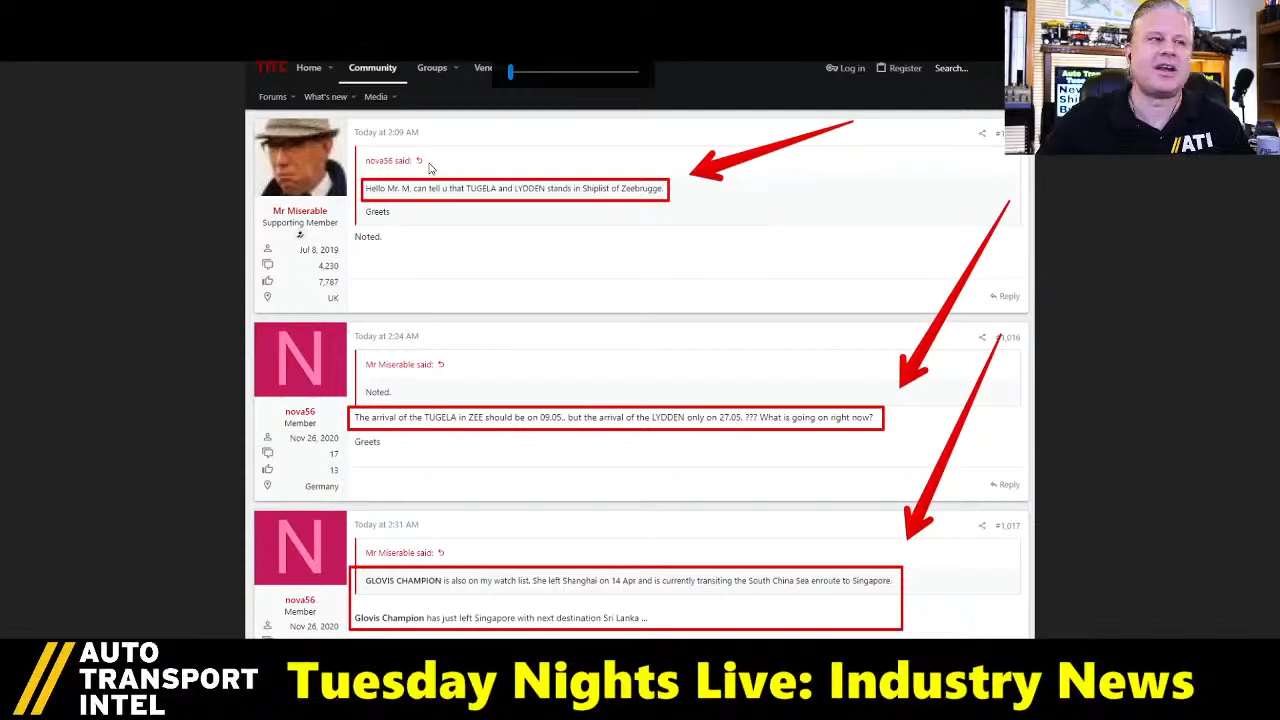 TMC
Home
Community
Groups
Log in
Register
Search...
Forums
What's new
Media
Today at 2:09 AM
nova56 said:
Hello Mr. M, can tell u that TUGELA and LYDDEN stands in Shiplist of Zeebrugge.
Greets
Mr Miserable
Supporting Member
Noted.
Jul 8, 2019
4,230
7,787
UK
Reply
Today at 2:24 AM
#1,016
N
Mr Miserable said:
Noted.
nova56
Member
The arrival of the TUGELA in ZEE should be on 09.05.. but the arrival of the LYDDEN only on 27.05. ??? What is going on right now?
Greets
Nov 26, 2020
17
13
Germany
Reply
Today at 2:31 AM
#1,017
N
Mr Miserable said:
GLOVIS CHAMPION is also on my watch list. She left Shanghai on 14 Apr and is currently transiting the South China Sea enroute to Singapore.
nova56
Member
Glovis Champion has just left Singapore with next destination Sri Lanka ...
Nov 26, 2020
ATI
AUTO
TRANSPORT
INTEL
Tuesday Nights Live: Industry News